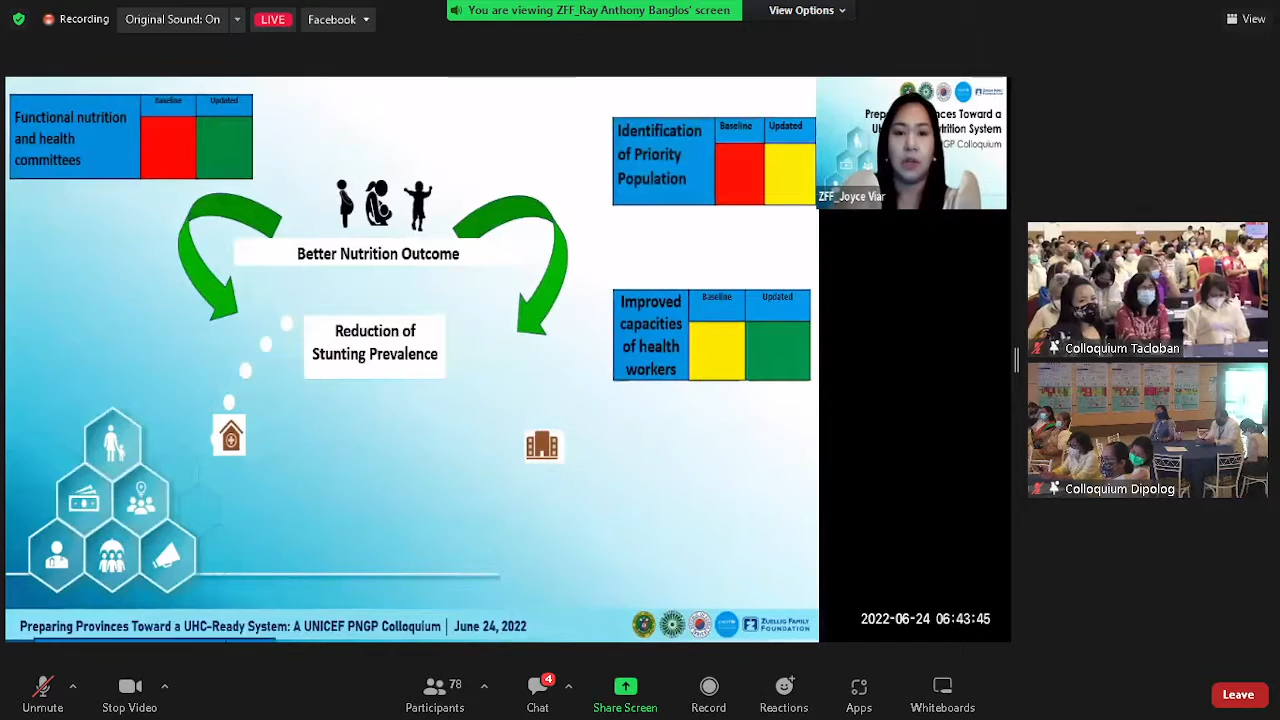 Recording
Original Sound: On
LIVE
Facebook
You are viewing ZFF_Ray Anthony Banglos' screen
View Options
View
Functional nutrition
and health
committees
Baseline
Updated
Identification
of Priority
Population
Baseline
Updated
Toward a
System
Colloquium
ZFF_Joyce Viar
Better Nutrition Outcome
Reduction of
Stunting Prevalence
Improved
capacities
of health
workers
Baseline
Updated
Colloquium Tacloban
Colloquium Dipolog
Preparing Provinces Toward a UHC-Ready System: A UNICEF PNGP Colloquium | June 24, 2022
ZUELLIG FAMILY
FOUNDATION
2022-06-24 06:43:45
Unmute
Stop Video
Participants
78
Chat
4
Share Screen
Record
Reactions
Apps
Whiteboards
Leave